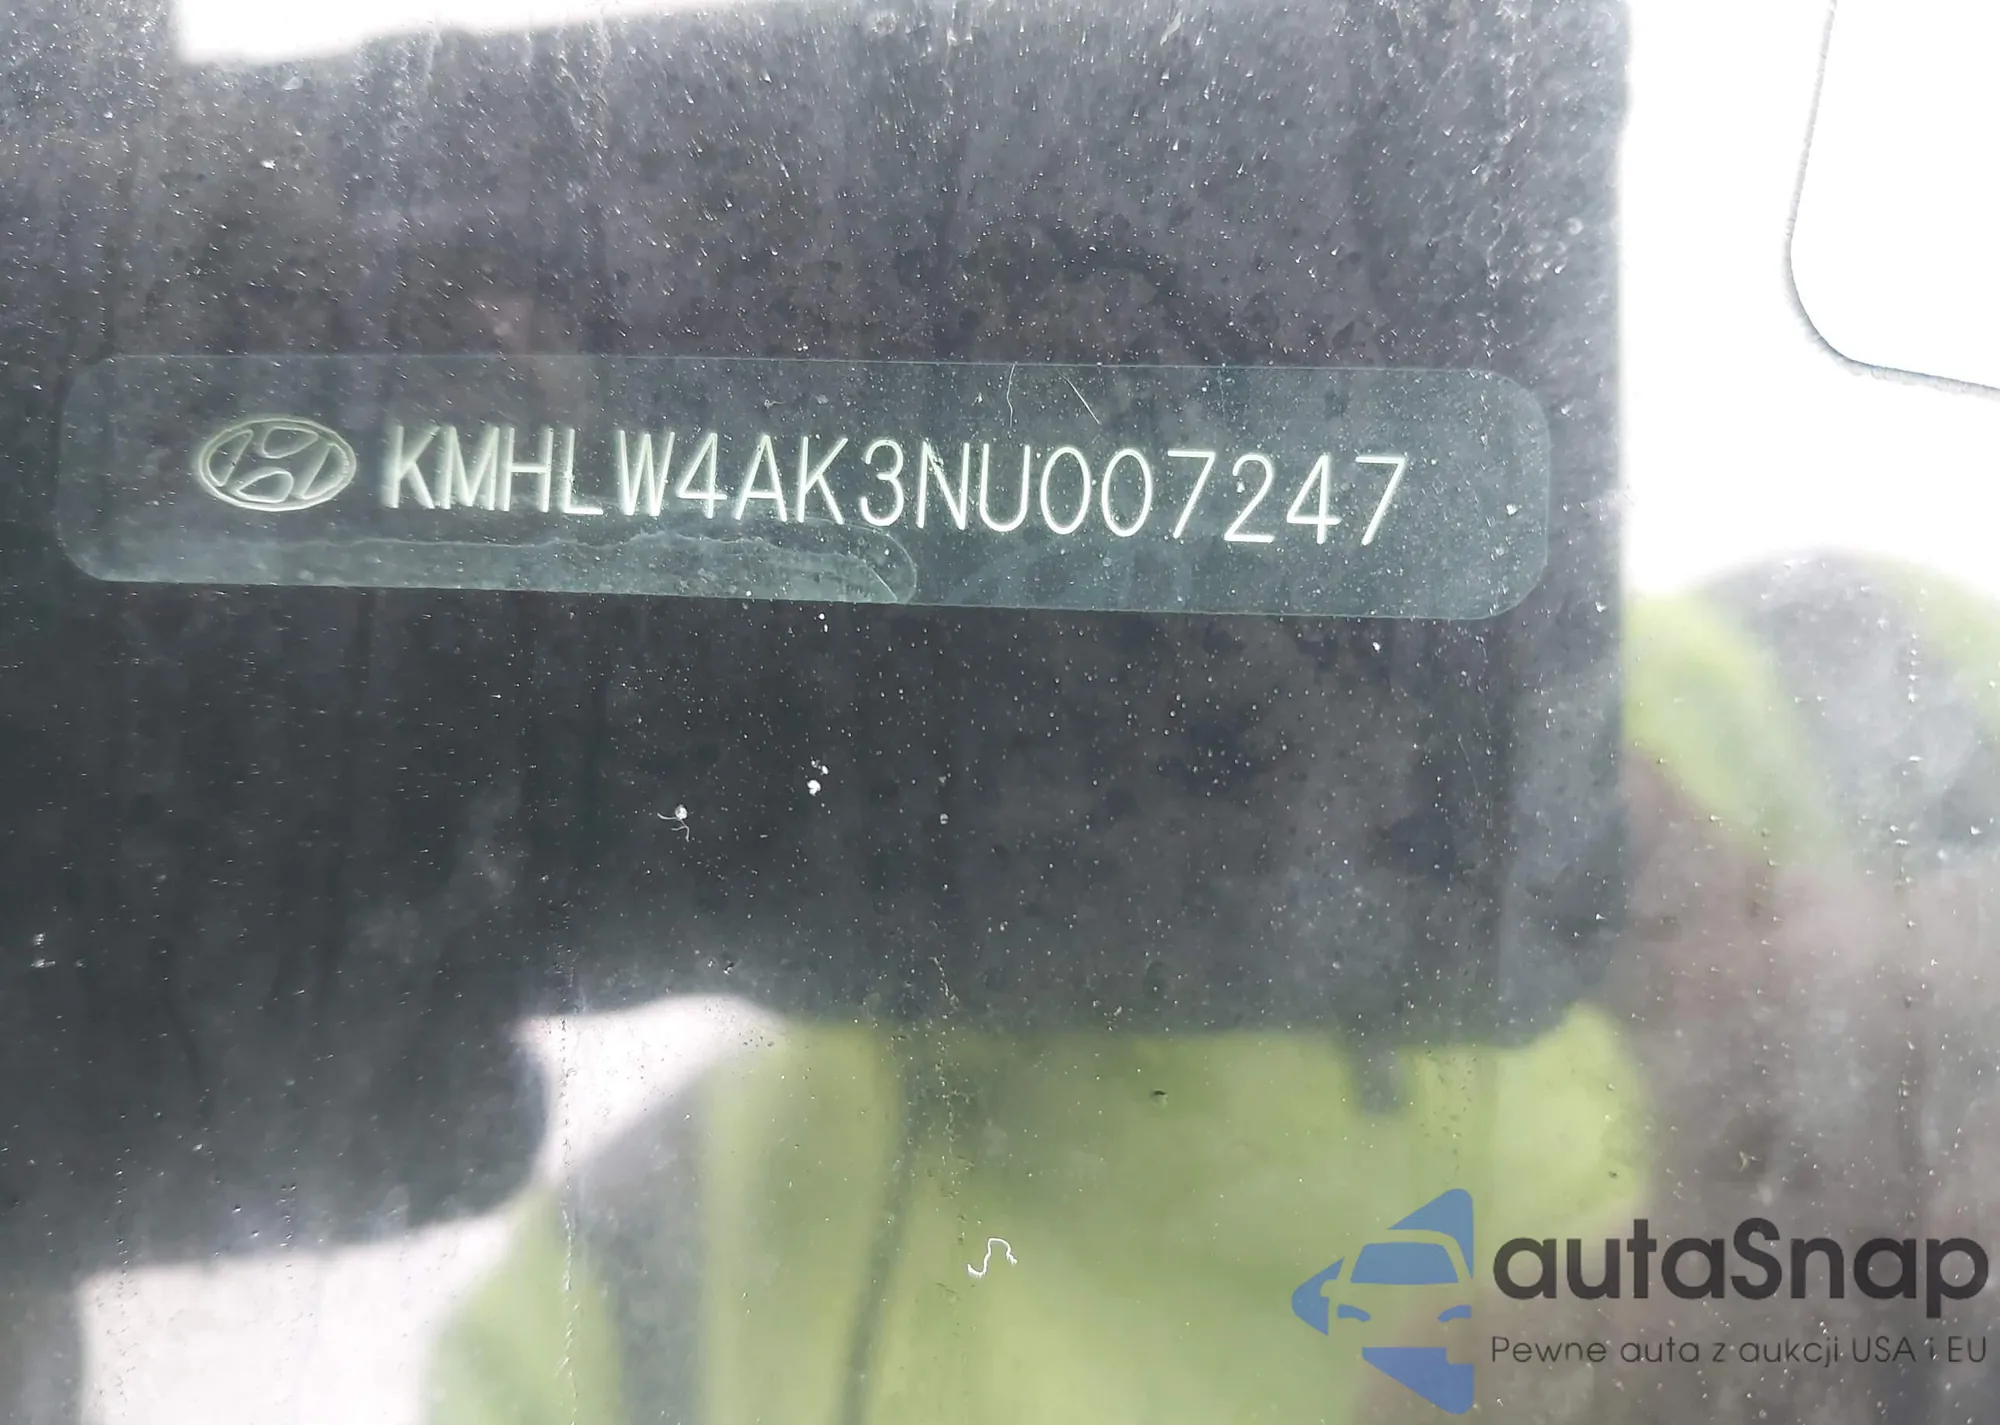 KMHLW4AK3NU007247
autaSnap
Pewne auta z aukcji USA i EU